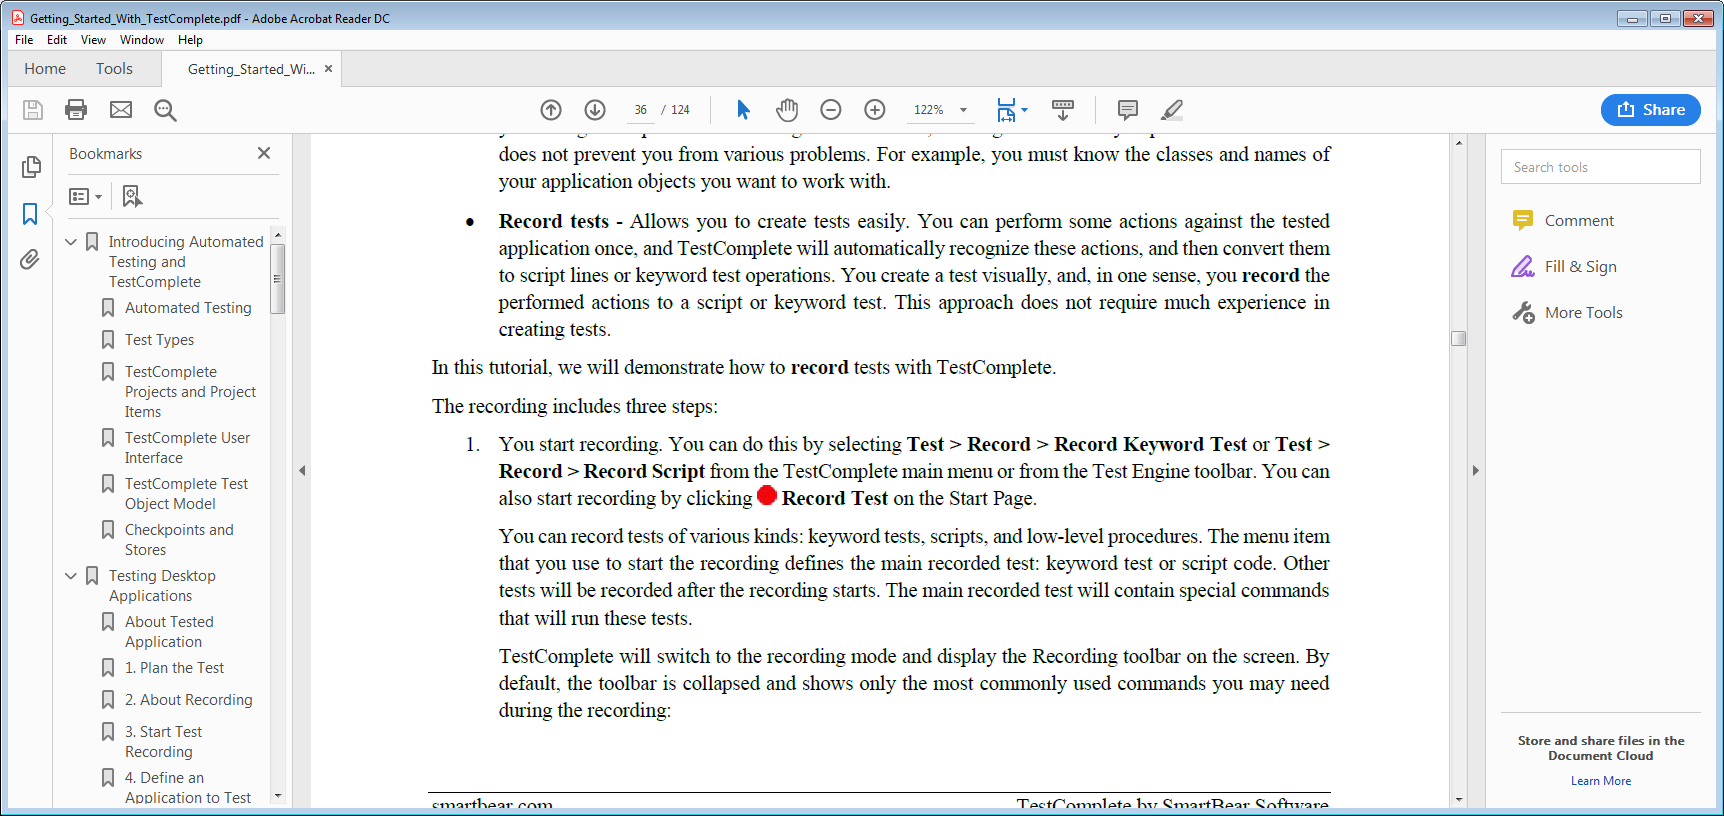 Getting_Started_With_TestComplete.pdf - Adobe Acrobat Reader DC
File Edit View Window Help
Home Tools Getting_Started_Wi... ×
36 / 124 122% Share
Bookmarks
Introducing Automated
Testing and
TestComplete
Automated Testing
Test Types
TestComplete
Projects and Project
Items
TestComplete User
Interface
TestComplete Test
Object Model
Checkpoints and
Stores
Testing Desktop
Applications
About Tested
Application
1. Plan the Test
2. About Recording
3. Start Test
Recording
4. Define an
Application to Test
does not prevent you from various problems. For example, you must know the classes and names of
your application objects you want to work with.
• Record tests - Allows you to create tests easily. You can perform some actions against the tested
application once, and TestComplete will automatically recognize these actions, and then convert them
to script lines or keyword test operations. You create a test visually, and, in one sense, you record the
performed actions to a script or keyword test. This approach does not require much experience in
creating tests.
In this tutorial, we will demonstrate how to record tests with TestComplete.
The recording includes three steps:
1. You start recording. You can do this by selecting Test > Record > Record Keyword Test or Test >
Record > Record Script from the TestComplete main menu or from the Test Engine toolbar. You can
also start recording by clicking Record Test on the Start Page.
You can record tests of various kinds: keyword tests, scripts, and low-level procedures. The menu item
that you use to start the recording defines the main recorded test: keyword test or script code. Other
tests will be recorded after the recording starts. The main recorded test will contain special commands
that will run these tests.
TestComplete will switch to the recording mode and display the Recording toolbar on the screen. By
default, the toolbar is collapsed and shows only the most commonly used commands you may need
during the recording:
smartbear.com TestComplete by SmartBear Software
Search tools
Comment
Fill & Sign
More Tools
Store and share files in the
Document Cloud
Learn More